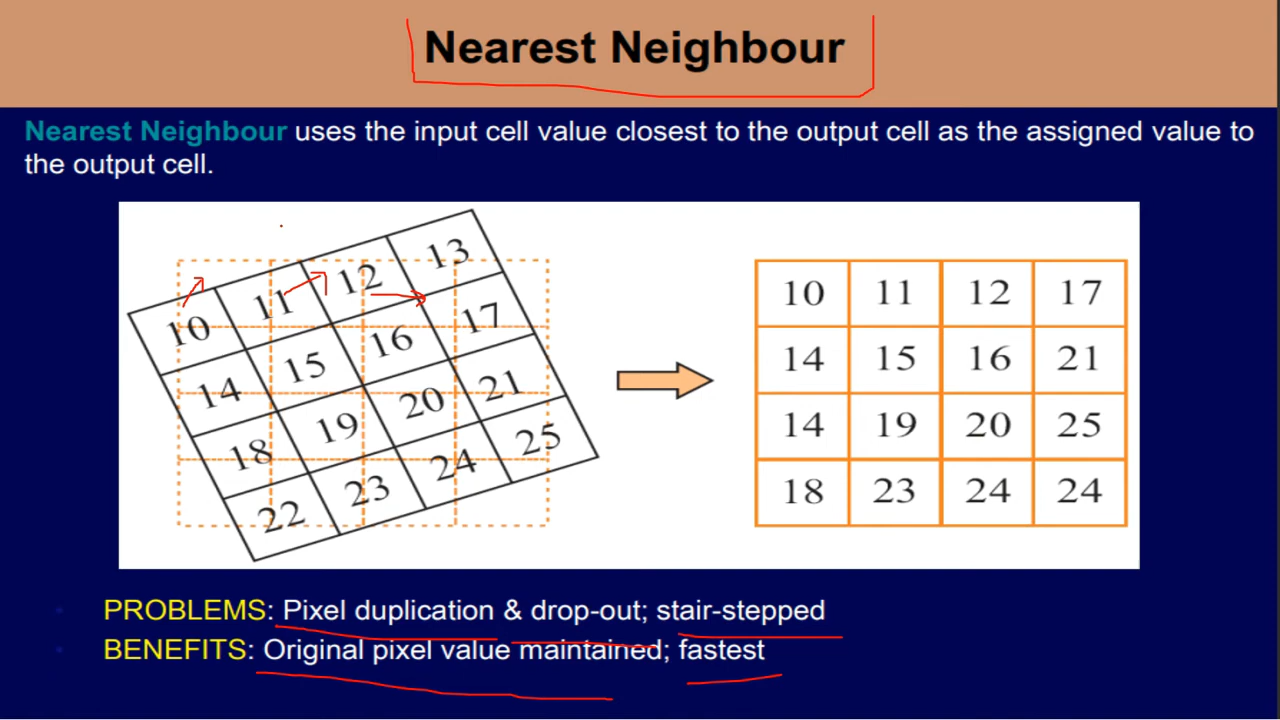 Nearest Neighbour
Nearest Neighbour uses the input cell value closest to the output cell as the assigned value to
the output cell.
10 11 12 13
14 15 16 17
18 19 20 21
22 23 24 25
10 11 12 17
14 15 16 21
14 19 20 25
18 23 24 24
PROBLEMS: Pixel duplication & drop-out; stair-stepped
BENEFITS: Original pixel value maintained; fastest